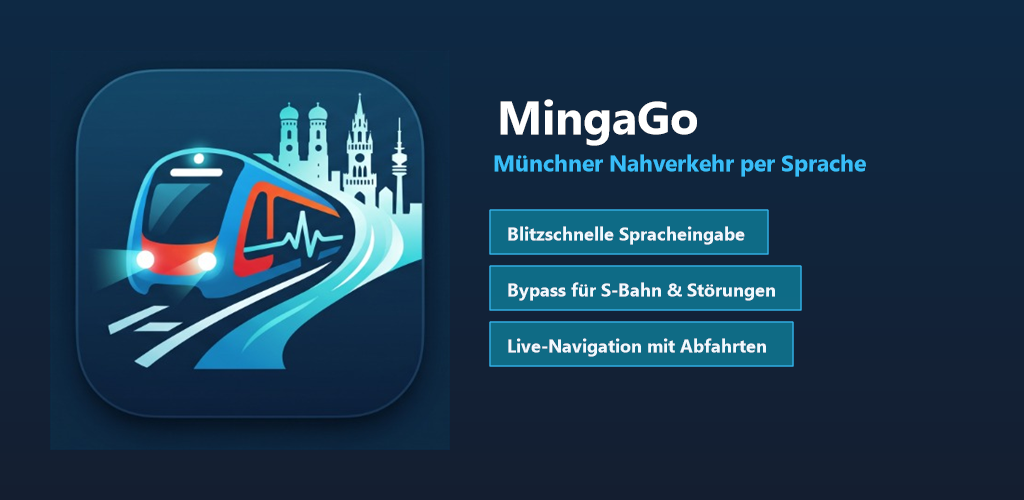 MingaGo
Münchner Nahverkehr per Sprache
Blitzschnelle Spracheingabe
Bypass für S-Bahn & Störungen
Live-Navigation mit Abfahrten